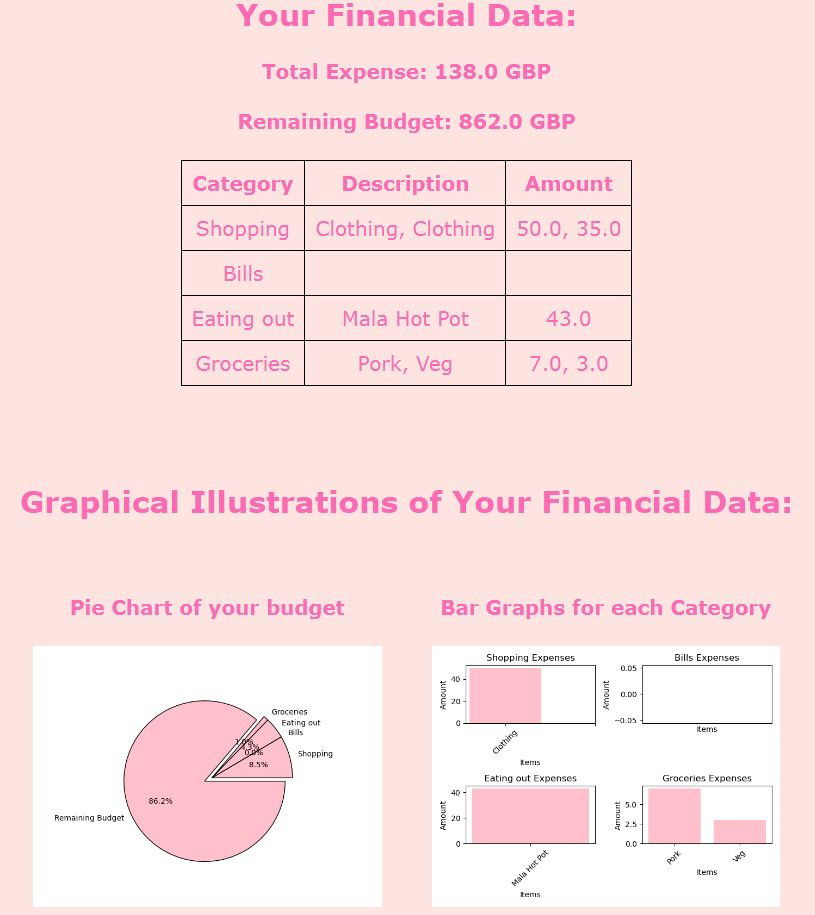 Your Financial Data:
Total Expense: 138.0 GBP
Remaining Budget: 862.0 GBP
Category Description Amount
Shopping Clothing, Clothing 50.0, 35.0
Bills
Eating out Mala Hot Pot 43.0
Groceries Pork, Veg 7.0, 3.0
Graphical Illustrations of Your Financial Data:
Pie Chart of your budget
Groceries
Eating out
Bills
Shopping
0.0%
8.5%
86.2%
Remaining Budget
Bar Graphs for each Category
Shopping Expenses
Amount
40
20
0
Clothing
Items
Bills Expenses
Amount
0.05
0.00
−0.05
Items
Eating out Expenses
Amount
40
20
0
Mala Hot Pot
Items
Groceries Expenses
Amount
5.0
2.5
0.0
Pork
Veg
Items